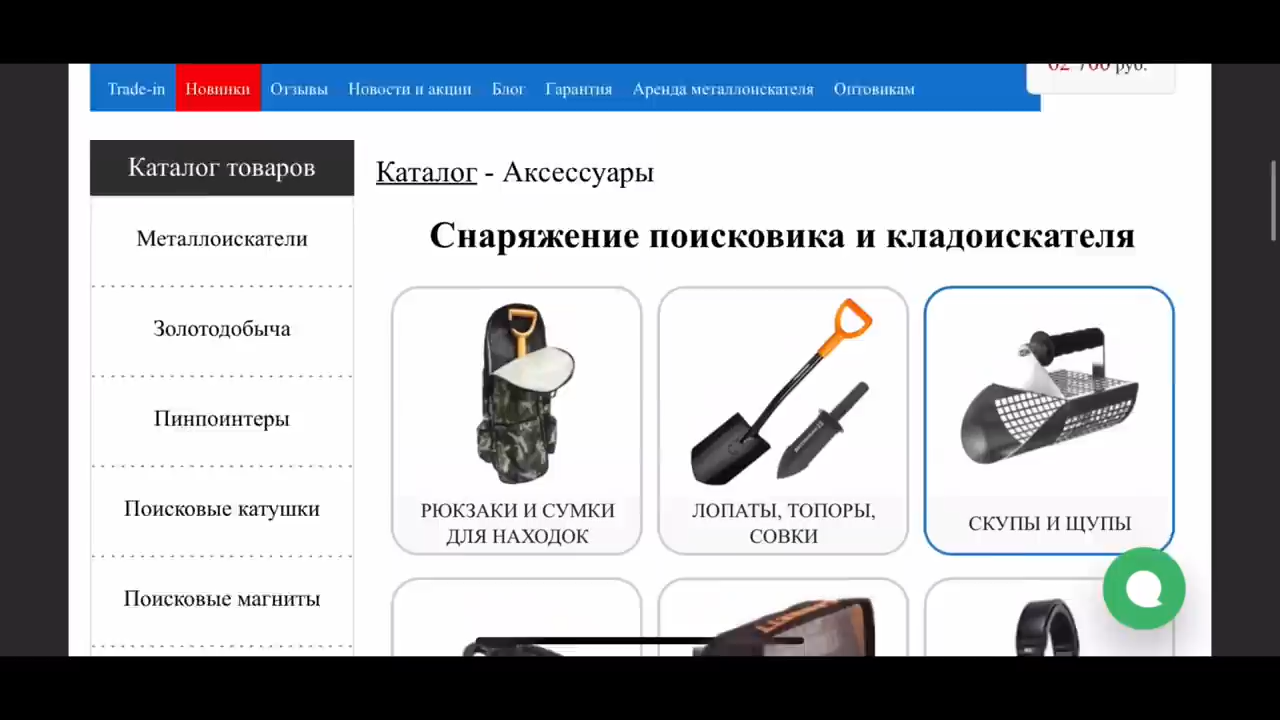 руб.
Trade-in Новинки Отзывы Новости и акции Блог Гарантия Аренда металлоискателя Оптовикам
Каталог товаров
Металлоискатели
Золотодобыча
Пинпоинтеры
Поисковые катушки
Поисковые магниты
Каталог - Аксессуары
Снаряжение поисковика и кладоискателя
РЮКЗАКИ И СУМКИ
ДЛЯ НАХОДОК
ЛОПАТЫ, ТОПОРЫ,
СОВКИ
СКУПЫ И ЩУПЫ